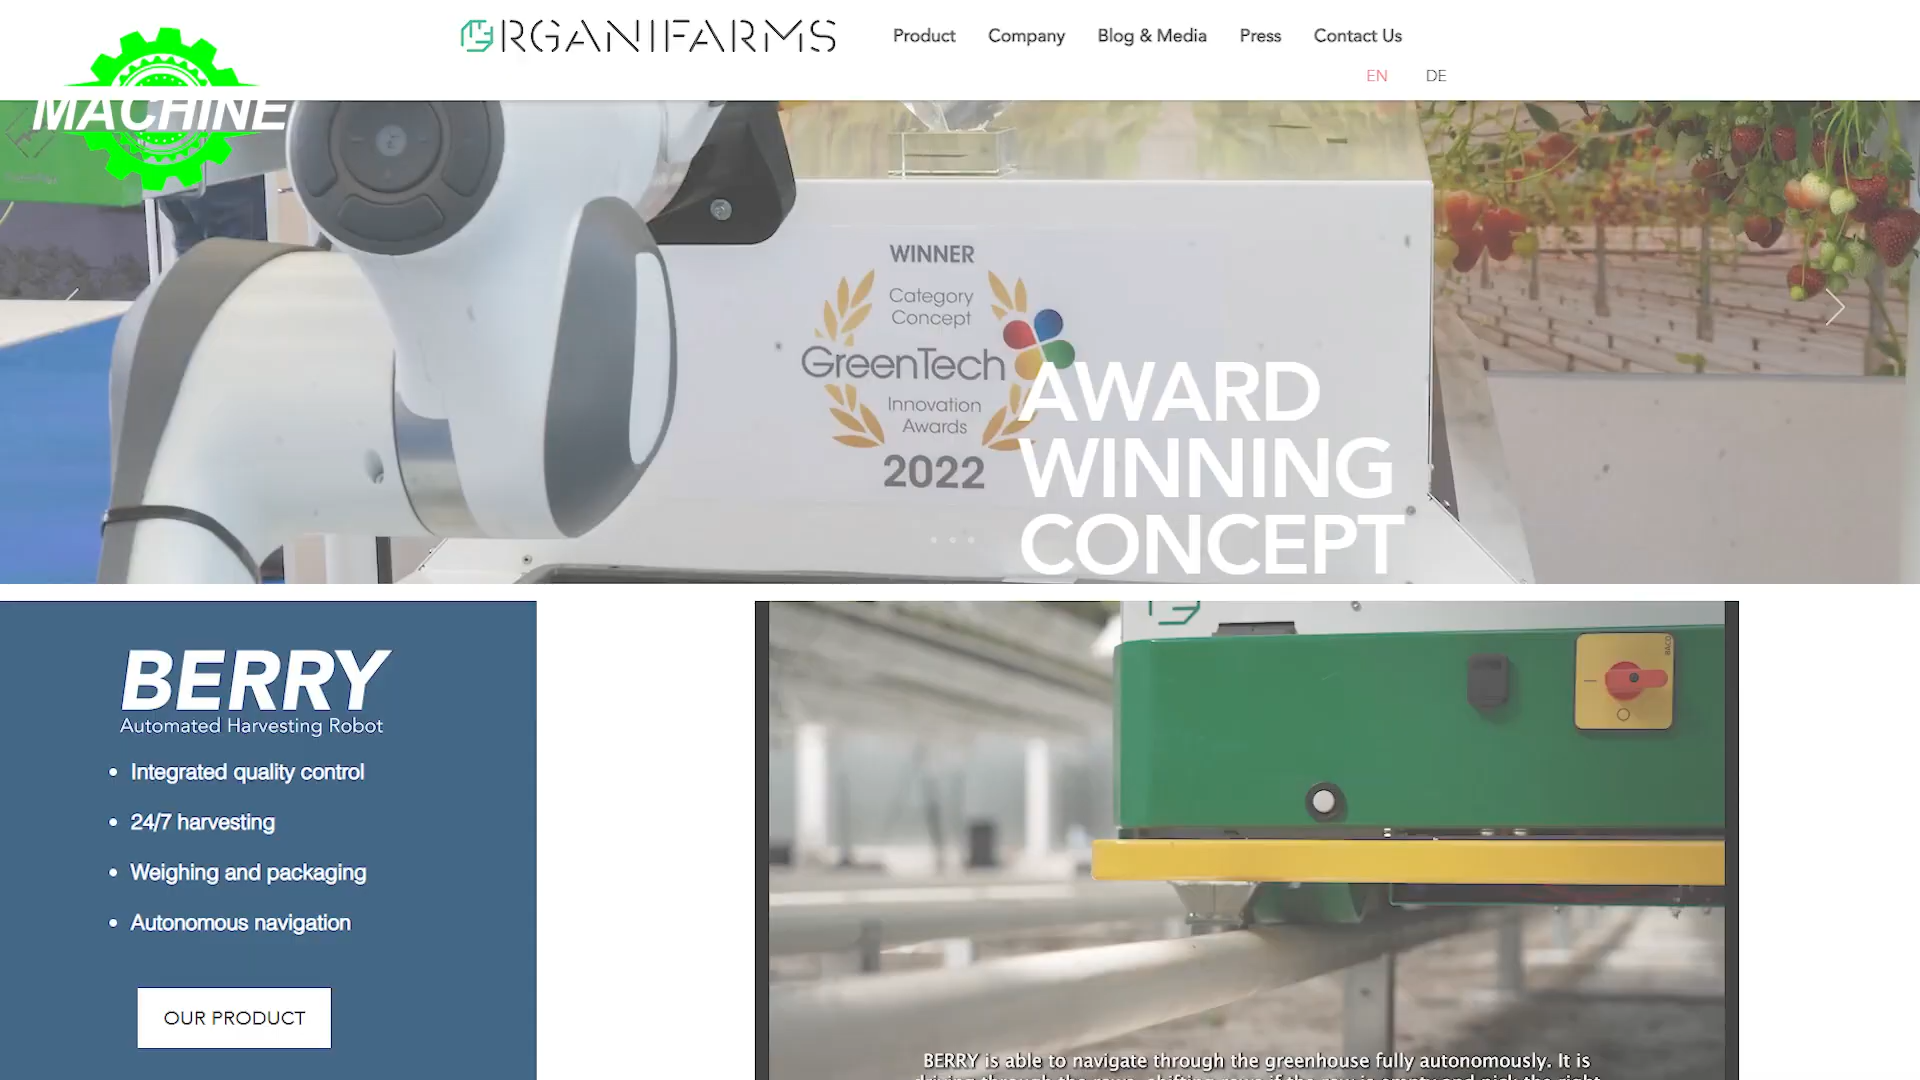 ORGANIFARMS
Product
Company
Blog & Media
Press
Contact Us
EN
DE
MACHINE
WINNER
Category
Concept
GreenTech
Innovation
Awards
2022
AWARD
WINNING
CONCEPT
BERRY
Automated Harvesting Robot
• Integrated quality control
• 24/7 harvesting
• Weighing and packaging
• Autonomous navigation
OUR PRODUCT
BERRY is able to navigate through the greenhouse fully autonomously. It is